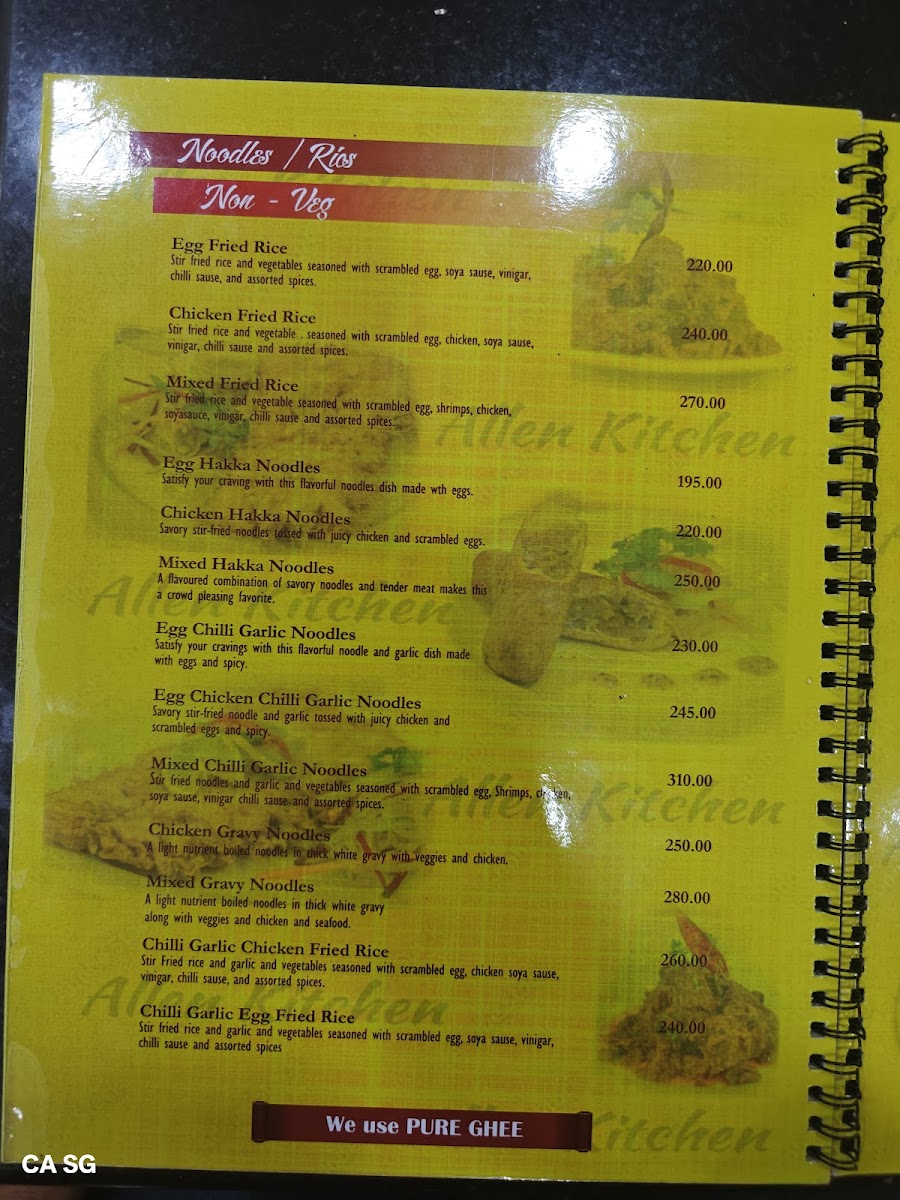 Noodles / Rics
Non - Veg
Egg Fried Rice
Stir fried rice and vegetables seasoned with scrambled egg, soya sause, vinigar,
chilli sause, and assorted spices.
220.00
Chicken Fried Rice
Stir fried rice and vegetable . seasoned with scrambled egg, chicken, soya sause,
vinigar, chilli sause and assorted spices.
240.00
Mixed Fried Rice
Stir fried rice and vegetable seasoned with scrambled egg, shrimps, chicken,
soyasauce, vinigar, chilli sause and assorted spices.
270.00
Allen Kitchen
Egg Hakka Noodles
Satisfy your craving with this flavorful noodles dish made wth eggs.
195.00
Chicken Hakka Noodles
Savory stir-fried noodles tossed with juicy chicken and scrambled eggs.
220.00
Mixed Hakka Noodles
A flavoured combination of savory noodles and tender meat makes this
a crowd pleasing favorite.
250.00
Allen Kitchen
Egg Chilli Garlic Noodles
Satisfy your cravings with this flavorful noodle and garlic dish made
with eggs and spicy.
230.00
Egg Chicken Chilli Garlic Noodles
Savory stir-fried noodle and garlic tossed with juicy chicken and
scrambled eggs and spicy.
245.00
Mixed Chilli Garlic Noodles
Stir fried noodles and garlic and vegetables seasoned with scrambled egg, Shrimps, chicken,
soya sause, vinigar chilli sause and assorted spices.
310.00
Allen Kitchen
Chicken Gravy Noodles
A light nutrient boiled noodles in thick white gravy with veggies and chicken.
250.00
Mixed Gravy Noodles
A light nutrient boiled noodles in thick white gravy
along with veggies and chicken and seafood.
280.00
Chilli Garlic Chicken Fried Rice
Stir Fried rice and garlic and vegetables seasoned with scrambled egg, chicken soya sause,
vinigar, chilli sause, and assorted spices.
260.00
Allen Kitchen
Chilli Garlic Egg Fried Rice
Stir fried rice and garlic and vegetables seasoned with scrambled egg, soya sause, vinigar,
chilli sause and assorted spices
240.00
We use PURE GHEE
Kitchen
CA SG